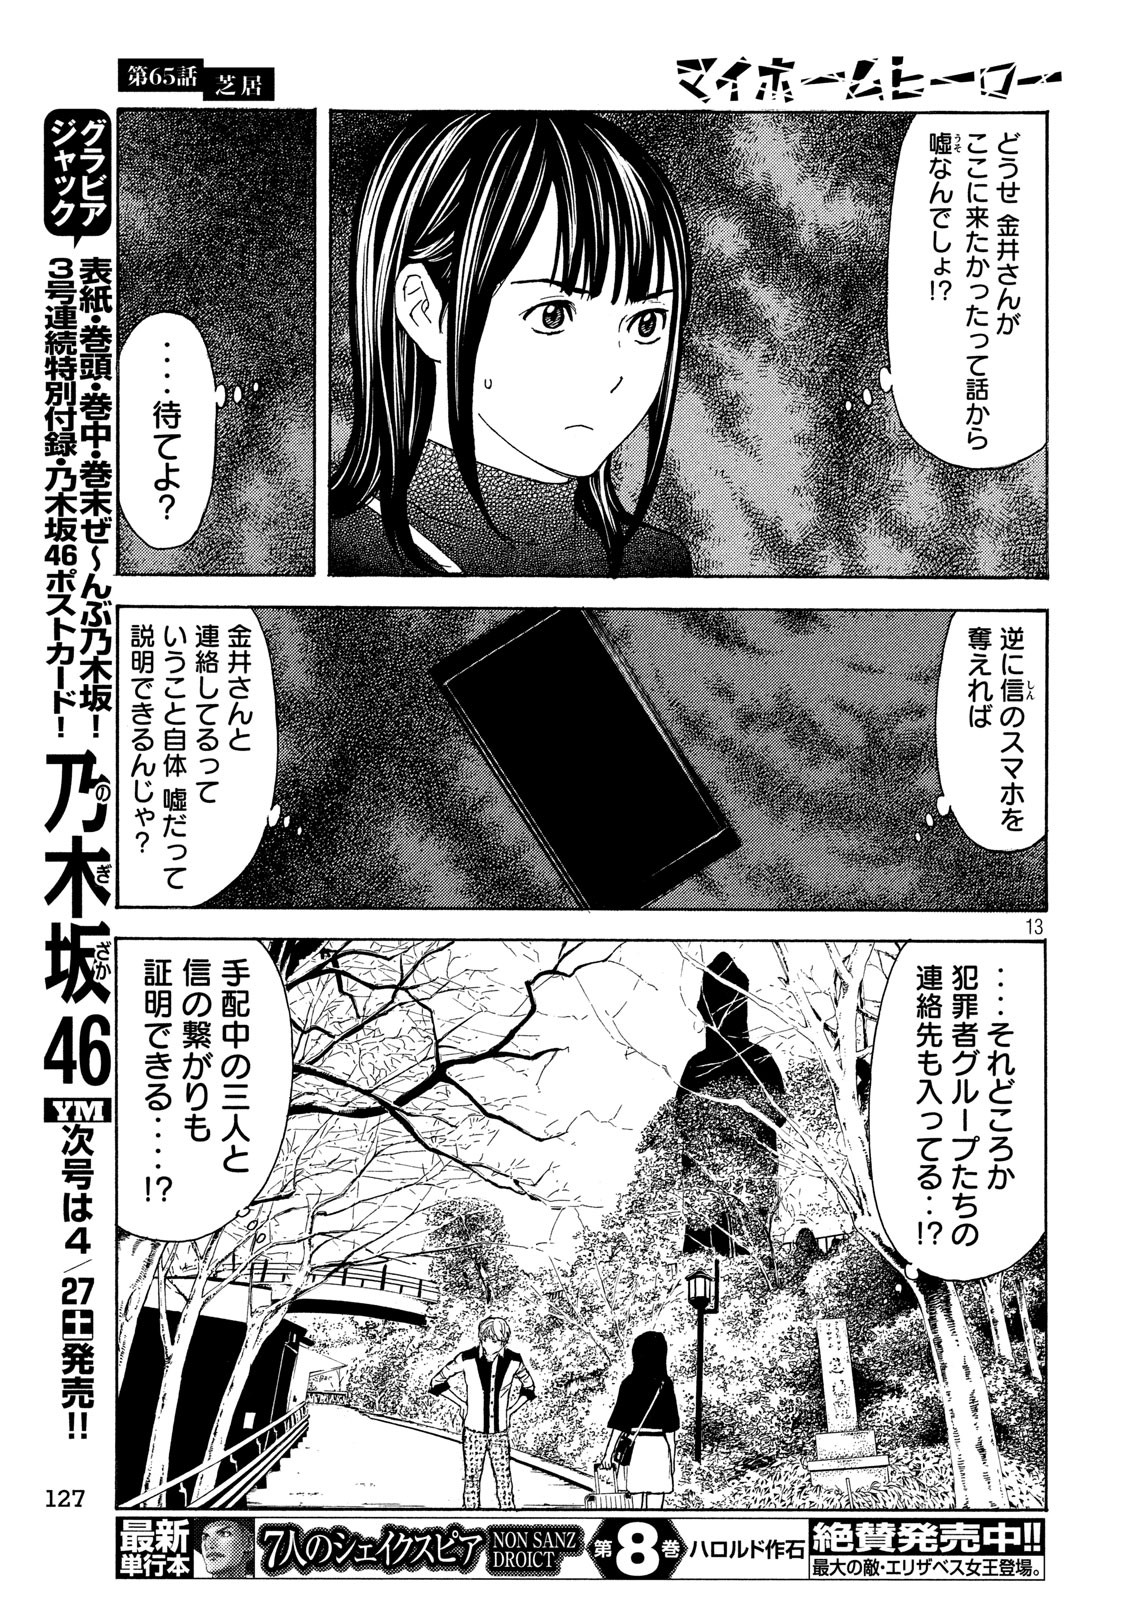 第65話
芝居
マイホームヒーロー
どうせ 金井さんが
ここに来たかったって話から
嘘なんでしょ!?
うそ
‥‥待てよ?
逆に信のスマホを
しん
奪えれば
金井さんと
連絡してるって
いうこと自体 嘘だって
説明できるんじゃ?
13
‥‥それどころか
犯罪者グループたちの
連絡先も入ってる‥!?
手配中の三人と
信の繋がりも
証明できる‥‥!?
グラビア
ジャック
表紙・巻頭・巻中・巻末ぜ〜んぶ乃木坂!
3号連続特別付録・乃木坂46ポストカード!
乃木坂46
の ぎ ざか
YM次号は4/27土発売!!
127
最新
単行本
7人のシェイクスピア
NON SANZ
DROICT
第8巻
ハロルド作石
絶賛発売中!!
最大の敵・エリザベス女王登場。